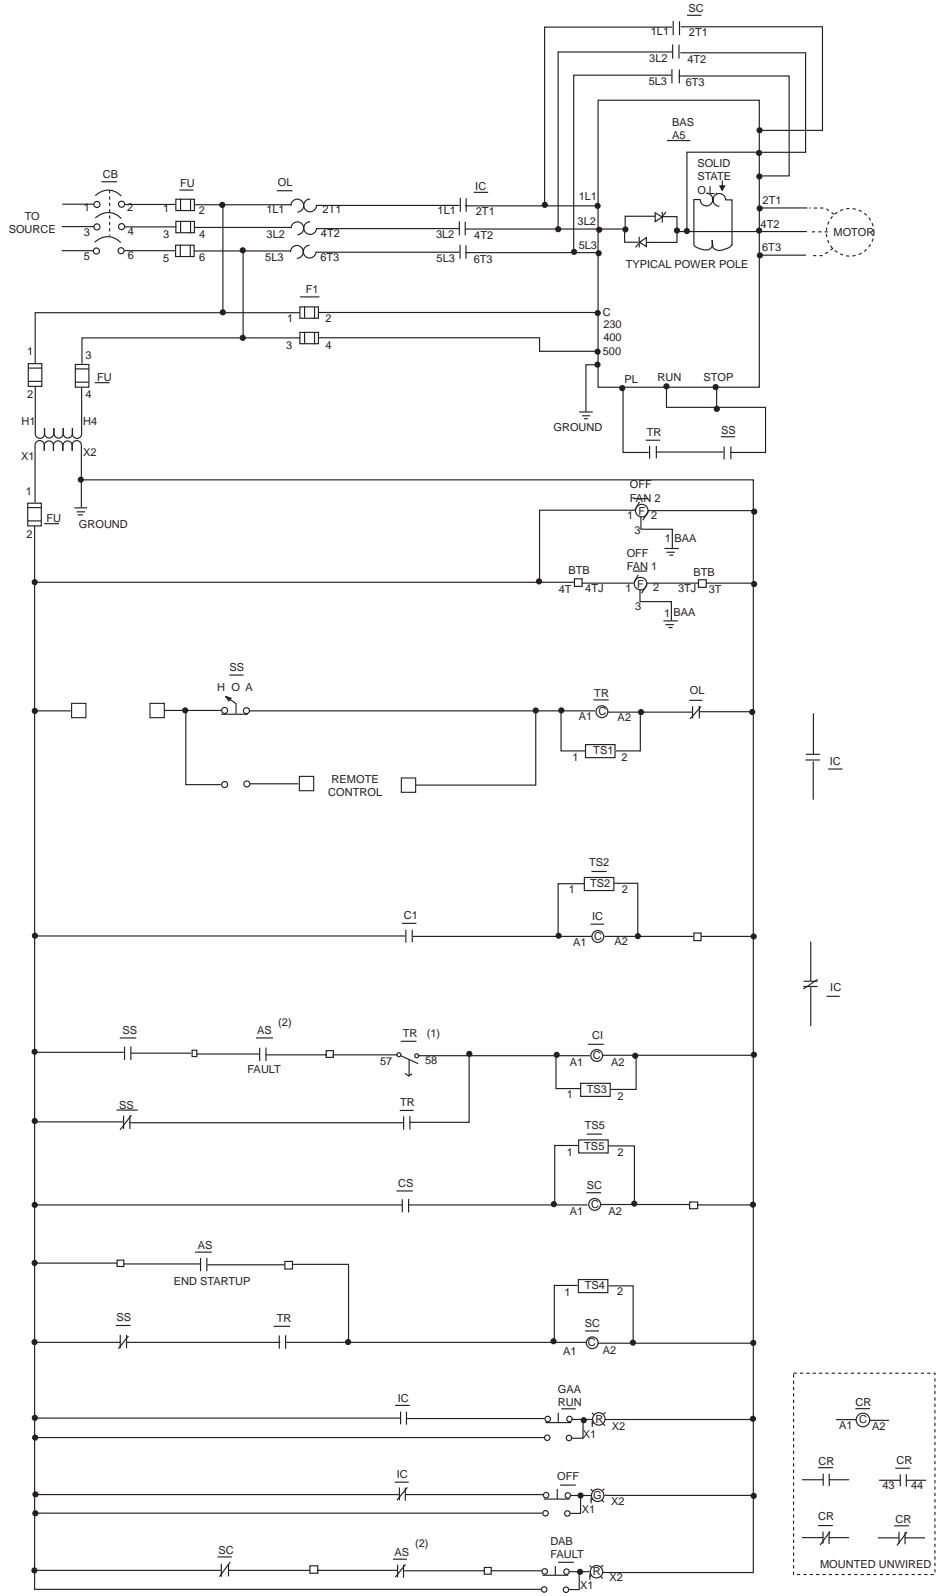 SC
1L1 2T1
3L2 4T2
5L3 6T3
BAS
A5
SOLID
STATE
O.L.
CB
FU
OL
IC
1 2
1 2
1L1 2T1
1L1 2T1
1L1
2T1
TO
SOURCE
3 4
3 4
3L2 4T2
3L2 4T2
3L2
4T2
MOTOR
5 6
5 6
5L3 6T3
5L3 6T3
5L3
6T3
TYPICAL POWER POLE
F1
1 2
C
230
3 4
400
500
1
2
3
4
FU
PL RUN STOP
GROUND
TR SS
H1 H4
X1 X2
1
2
FU
GROUND
OFF
FAN 2
1 F 2
3
1 BAA
OFF
FAN 1
BTB
4T 4TJ
1 F 2
BTB
3TJ 3T
3
1 BAA
SS
H O A
TR
A1 C A2
OL
1 TS1 2
REMOTE
CONTROL
IC
TS2
1 TS2 2
C1
IC
A1 C A2
IC
SS
AS (2)
FAULT
TR (1)
57 58
CI
A1 C A2
1 TS3 2
SS
TR
TS5
1 TS5 2
CS
SC
A1 C A2
AS
END STARTUP
1 TS4 2
SS
TR
SC
A1 C A2
IC
GAA
RUN
R
X1 X2
IC
OFF
G
X1 X2
SC
AS (2)
DAB
FAULT
R
X1 X2
CR
A1 C A2
CR
CR
43 44
CR
CR
MOUNTED UNWIRED